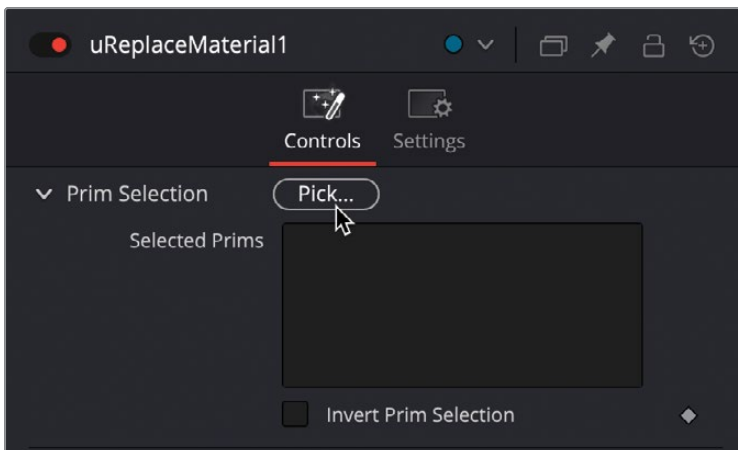 uReplaceMaterial1
Controls Settings
Prim Selection Pick...
Selected Prims
Invert Prim Selection